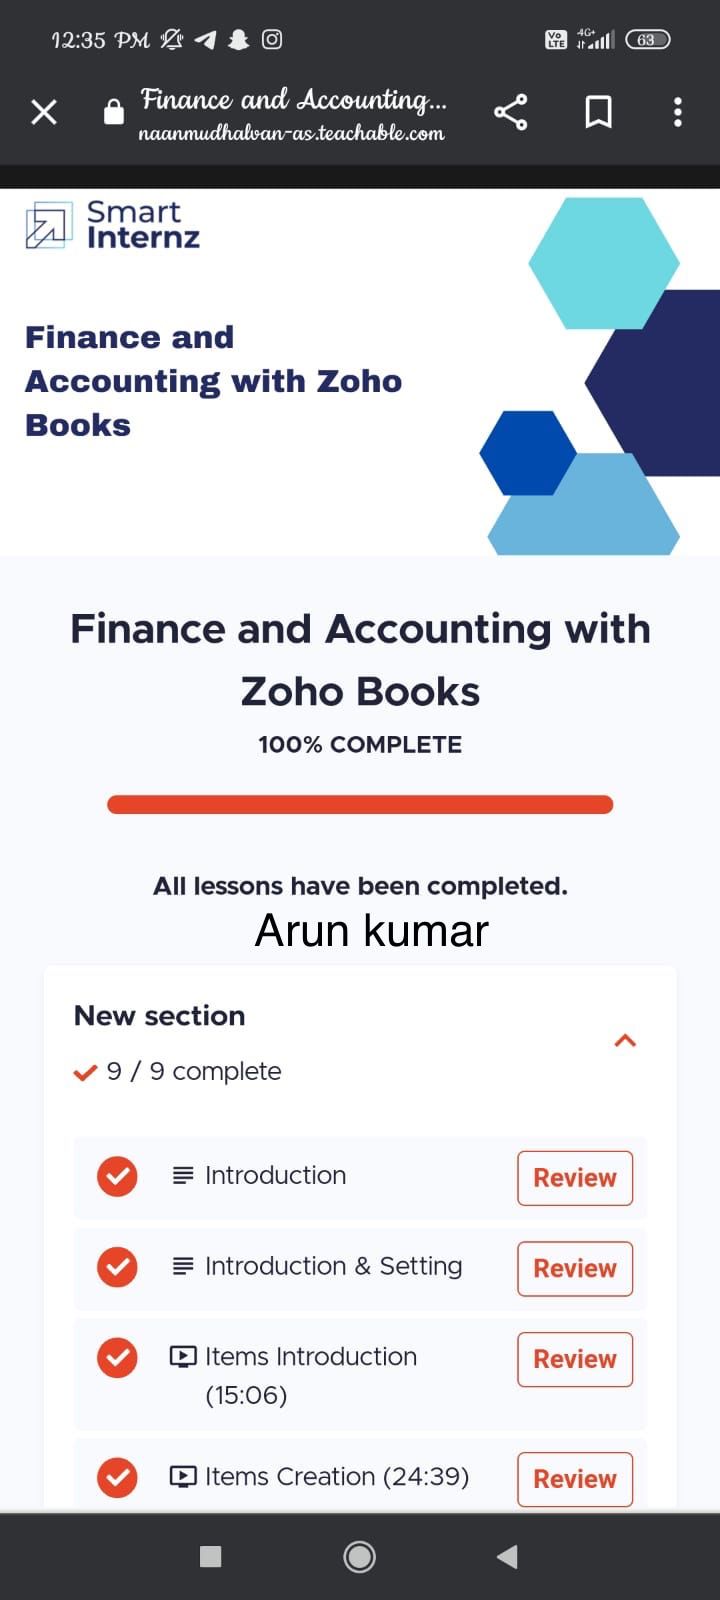 12:35 PM
Vo LTE 4G+ 63
Finance and Accounting...
naanmudhalvan-as.teachable.com
Smart
Internz
Finance and
Accounting with Zoho
Books
Finance and Accounting with
Zoho Books
100% COMPLETE
All lessons have been completed.
Arun kumar
New section
9 / 9 complete
Introduction Review
Introduction & Setting Review
Items Introduction Review
(15:06)
Items Creation (24:39) Review